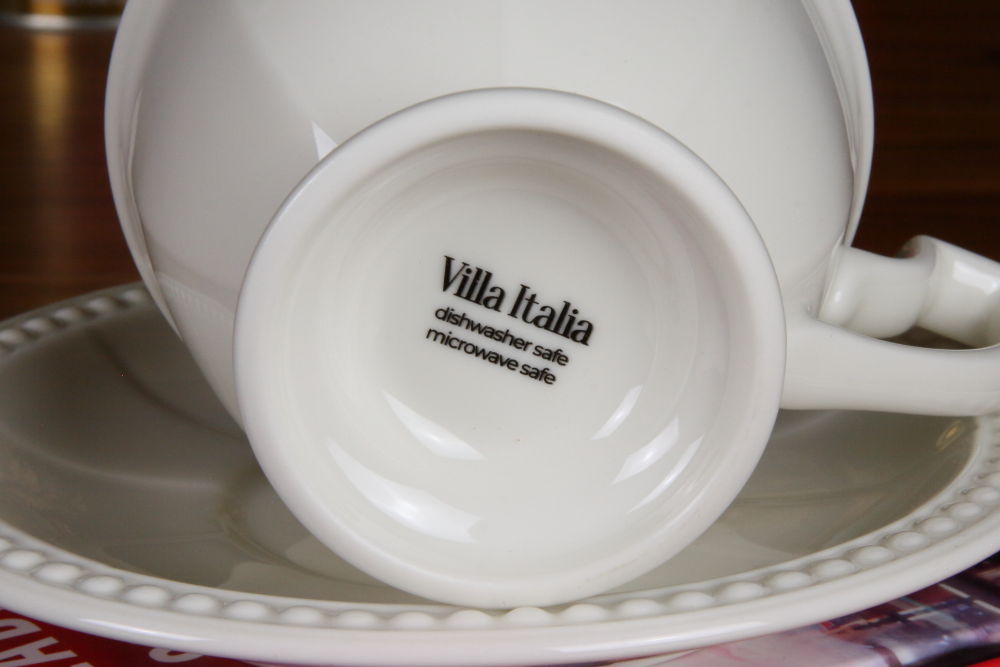 Villa Italia
dishwasher safe
microwave safe